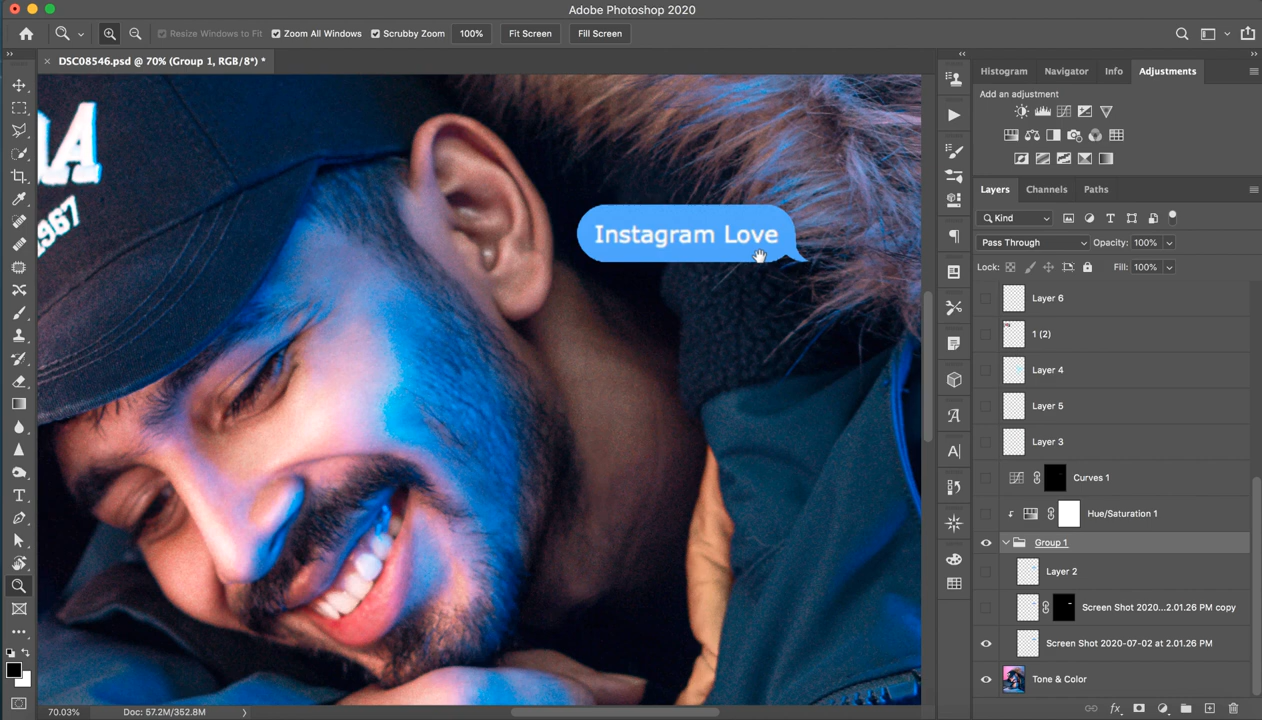 Adobe Photoshop 2020
Resize Windows to Fit Zoom All Windows Scrubby Zoom 100% Fit Screen Fill Screen
× DSC08546.psd @ 70% (Group 1, RGB/8*) *
Histogram Navigator Info Adjustments
Add an adjustment
A
1967
Instagram Love
Layers Channels Paths
Kind
Pass Through Opacity: 100%
Lock: Fill: 100%
Layer 6
1 (2)
Layer 4
Layer 5
Layer 3
Curves 1
Hue/Saturation 1
Group 1
Layer 2
Screen Shot 2020...2.01.26 PM copy
Screen Shot 2020-07-02 at 2.01.26 PM
Tone & Color
70.03% Doc: 57.2M/352.8M